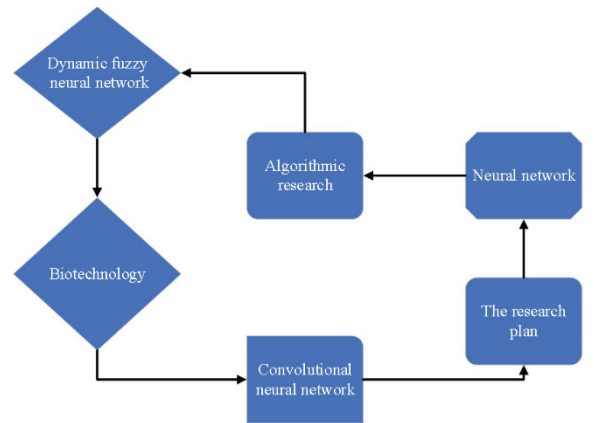 Dynamic fuzzy
neural network
Algorithmic
research
Neural network
Biotechnology
The research
plan
Convolutional
neural network